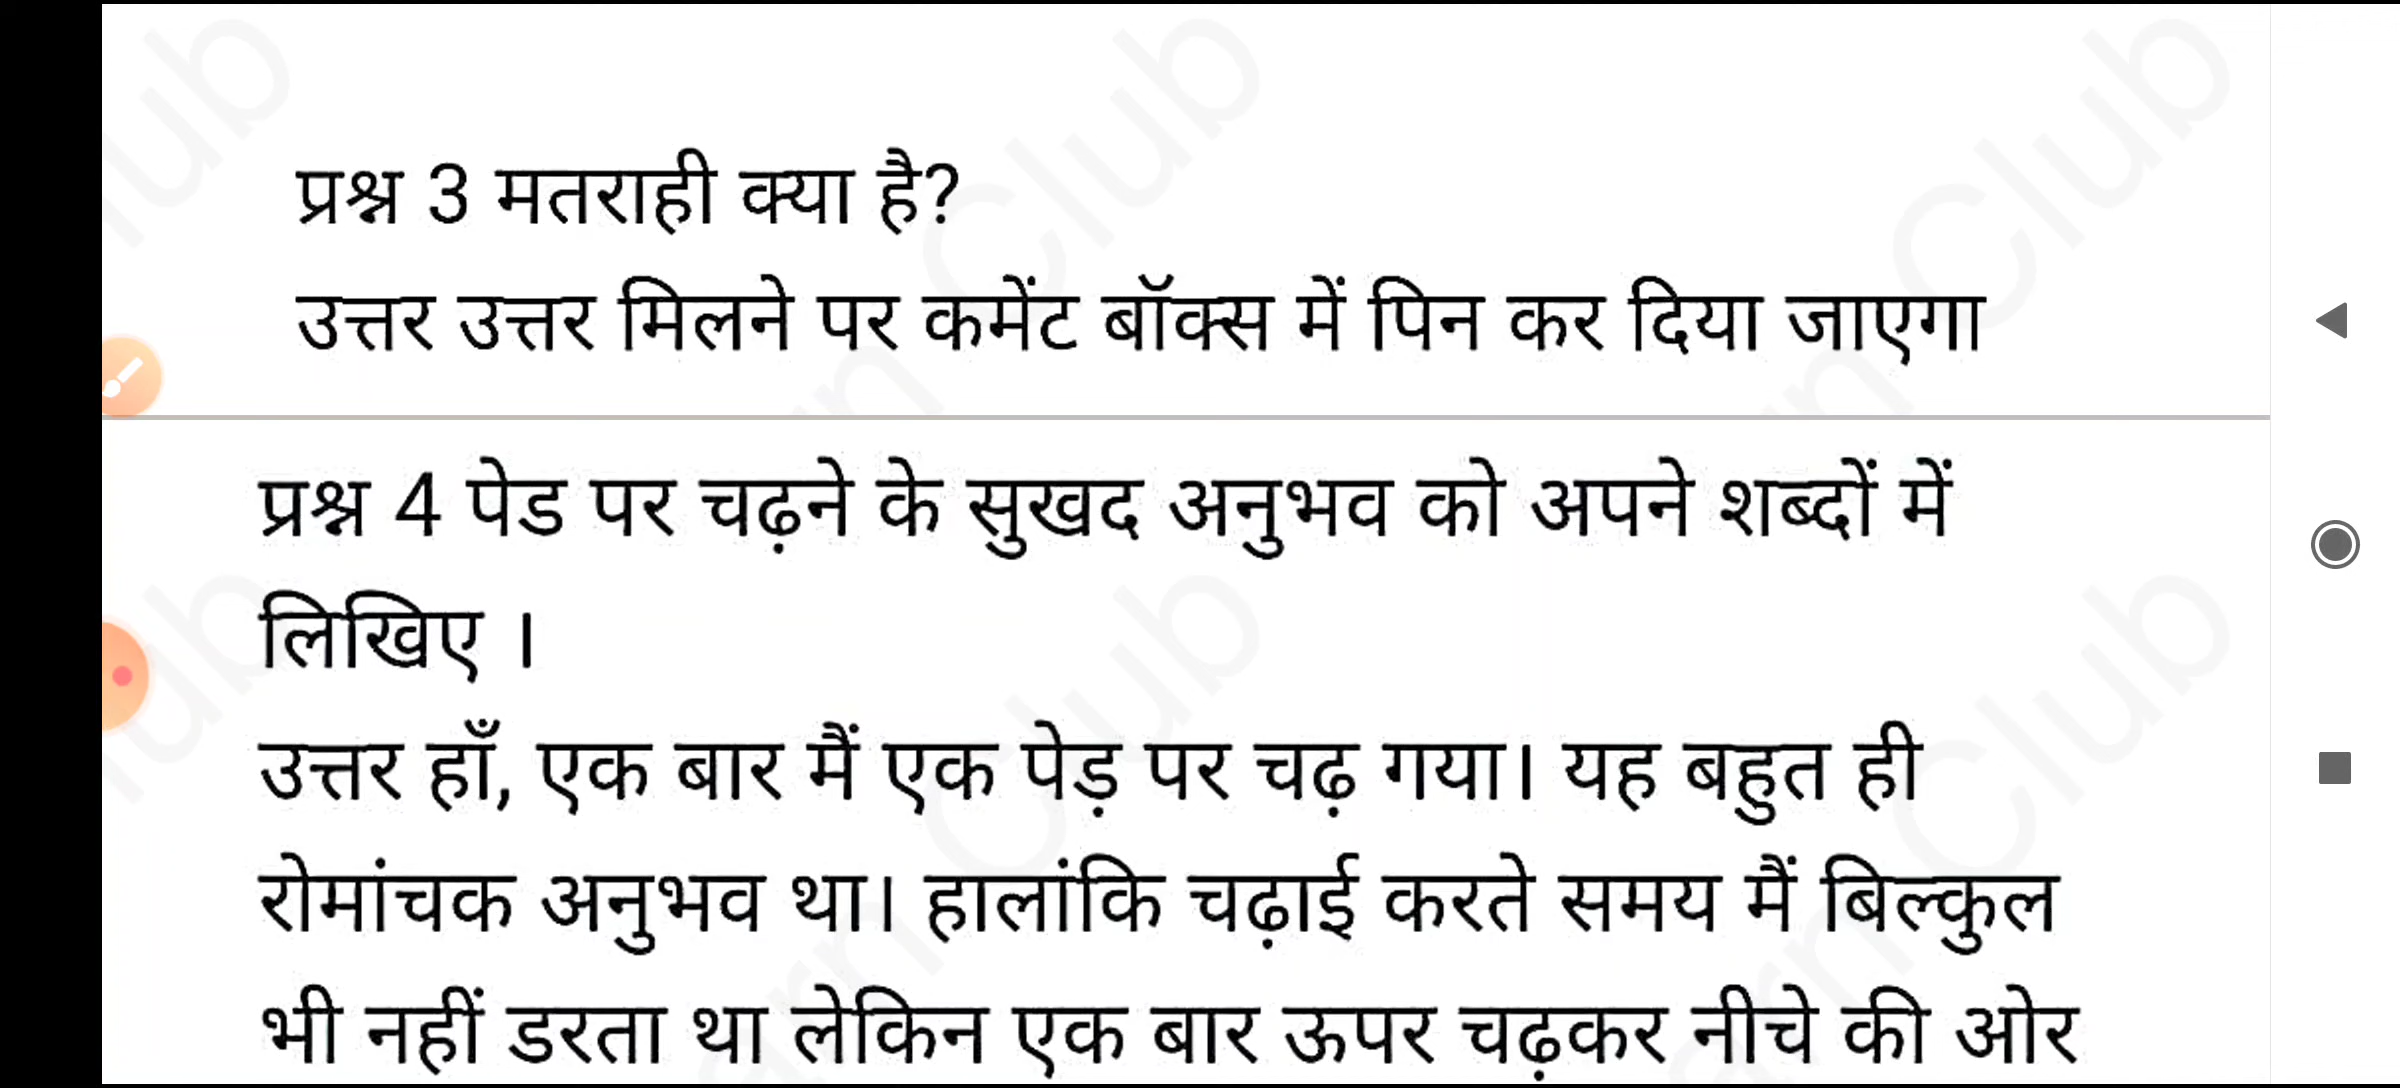 प्रश्न 3 मतराही क्या है?
उत्तर उत्तर मिलने पर कमेंट बॉक्स में पिन कर दिया जाएगा
प्रश्न 4 पेड पर चढ़ने के सुखद अनुभव को अपने शब्दों में
लिखिए ।
उत्तर हाँ, एक बार मैं एक पेड़ पर चढ़ गया। यह बहुत ही
रोमांचक अनुभव था। हालांकि चढ़ाई करते समय मैं बिल्कुल
भी नहीं डरता था लेकिन एक बार ऊपर चढ़कर नीचे की ओर